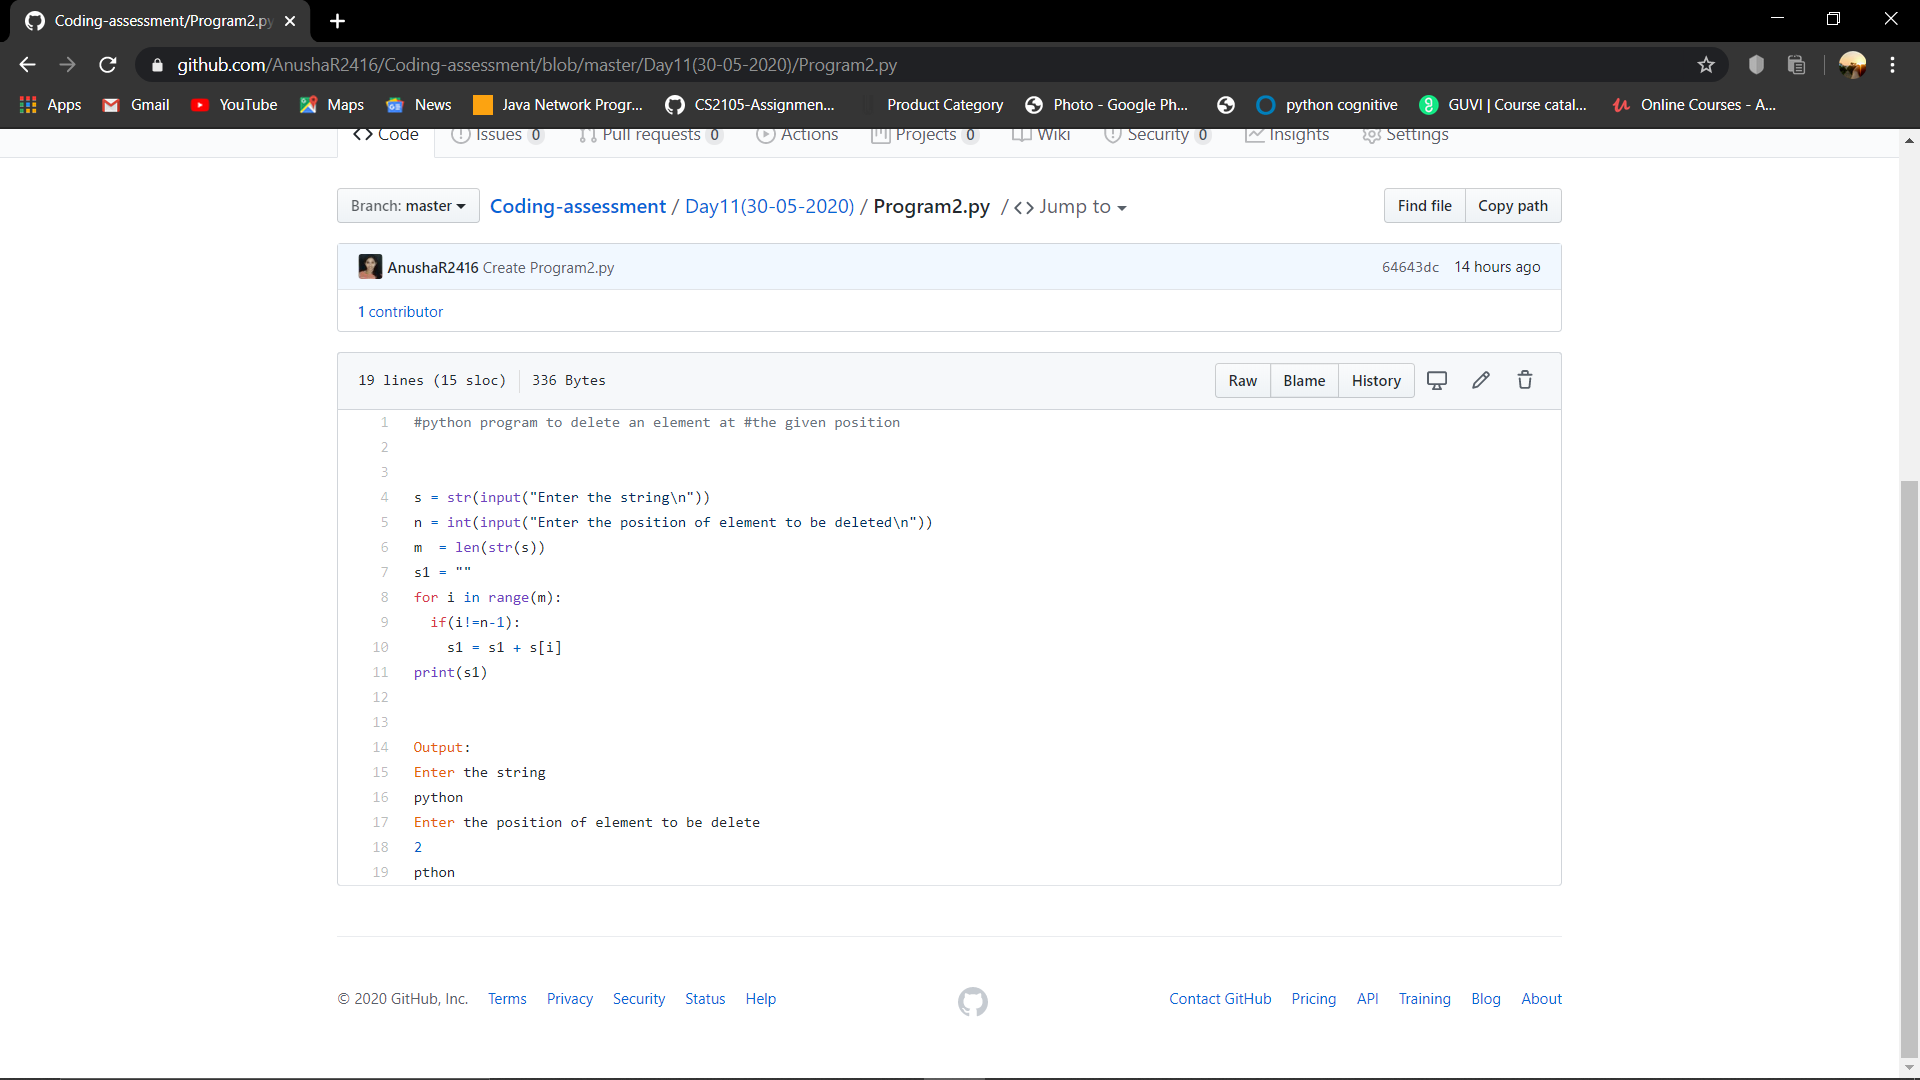 Coding-assessment/Program2.py
github.com/AnushaR2416/Coding-assessment/blob/master/Day11(30-05-2020)/Program2.py
Apps Gmail YouTube Maps News Java Network Progr... CS2105-Assignmen... Product Category Photo - Google Ph... python cognitive GUVI | Course catal... Online Courses - A...
<> Code Issues 0 Pull requests 0 Actions Projects 0 Wiki Security 0 Insights Settings
Branch: master Coding-assessment / Day11(30-05-2020) / Program2.py / <> Jump to Find file Copy path
AnushaR2416 Create Program2.py 64643dc 14 hours ago
1 contributor
19 lines (15 sloc) 336 Bytes Raw Blame History
1 #python program to delete an element at #the given position
2
3
4 s = str(input("Enter the string\n"))
5 n = int(input("Enter the position of element to be deleted\n"))
6 m  = len(str(s))
7 s1 = ""
8 for i in range(m):
9   if(i!=n-1):
10     s1 = s1 + s[i]
11 print(s1)
12
13
14 Output:
15 Enter the string
16 python
17 Enter the position of element to be delete
18 2
19 pthon
© 2020 GitHub, Inc. Terms Privacy Security Status Help Contact GitHub Pricing API Training Blog About